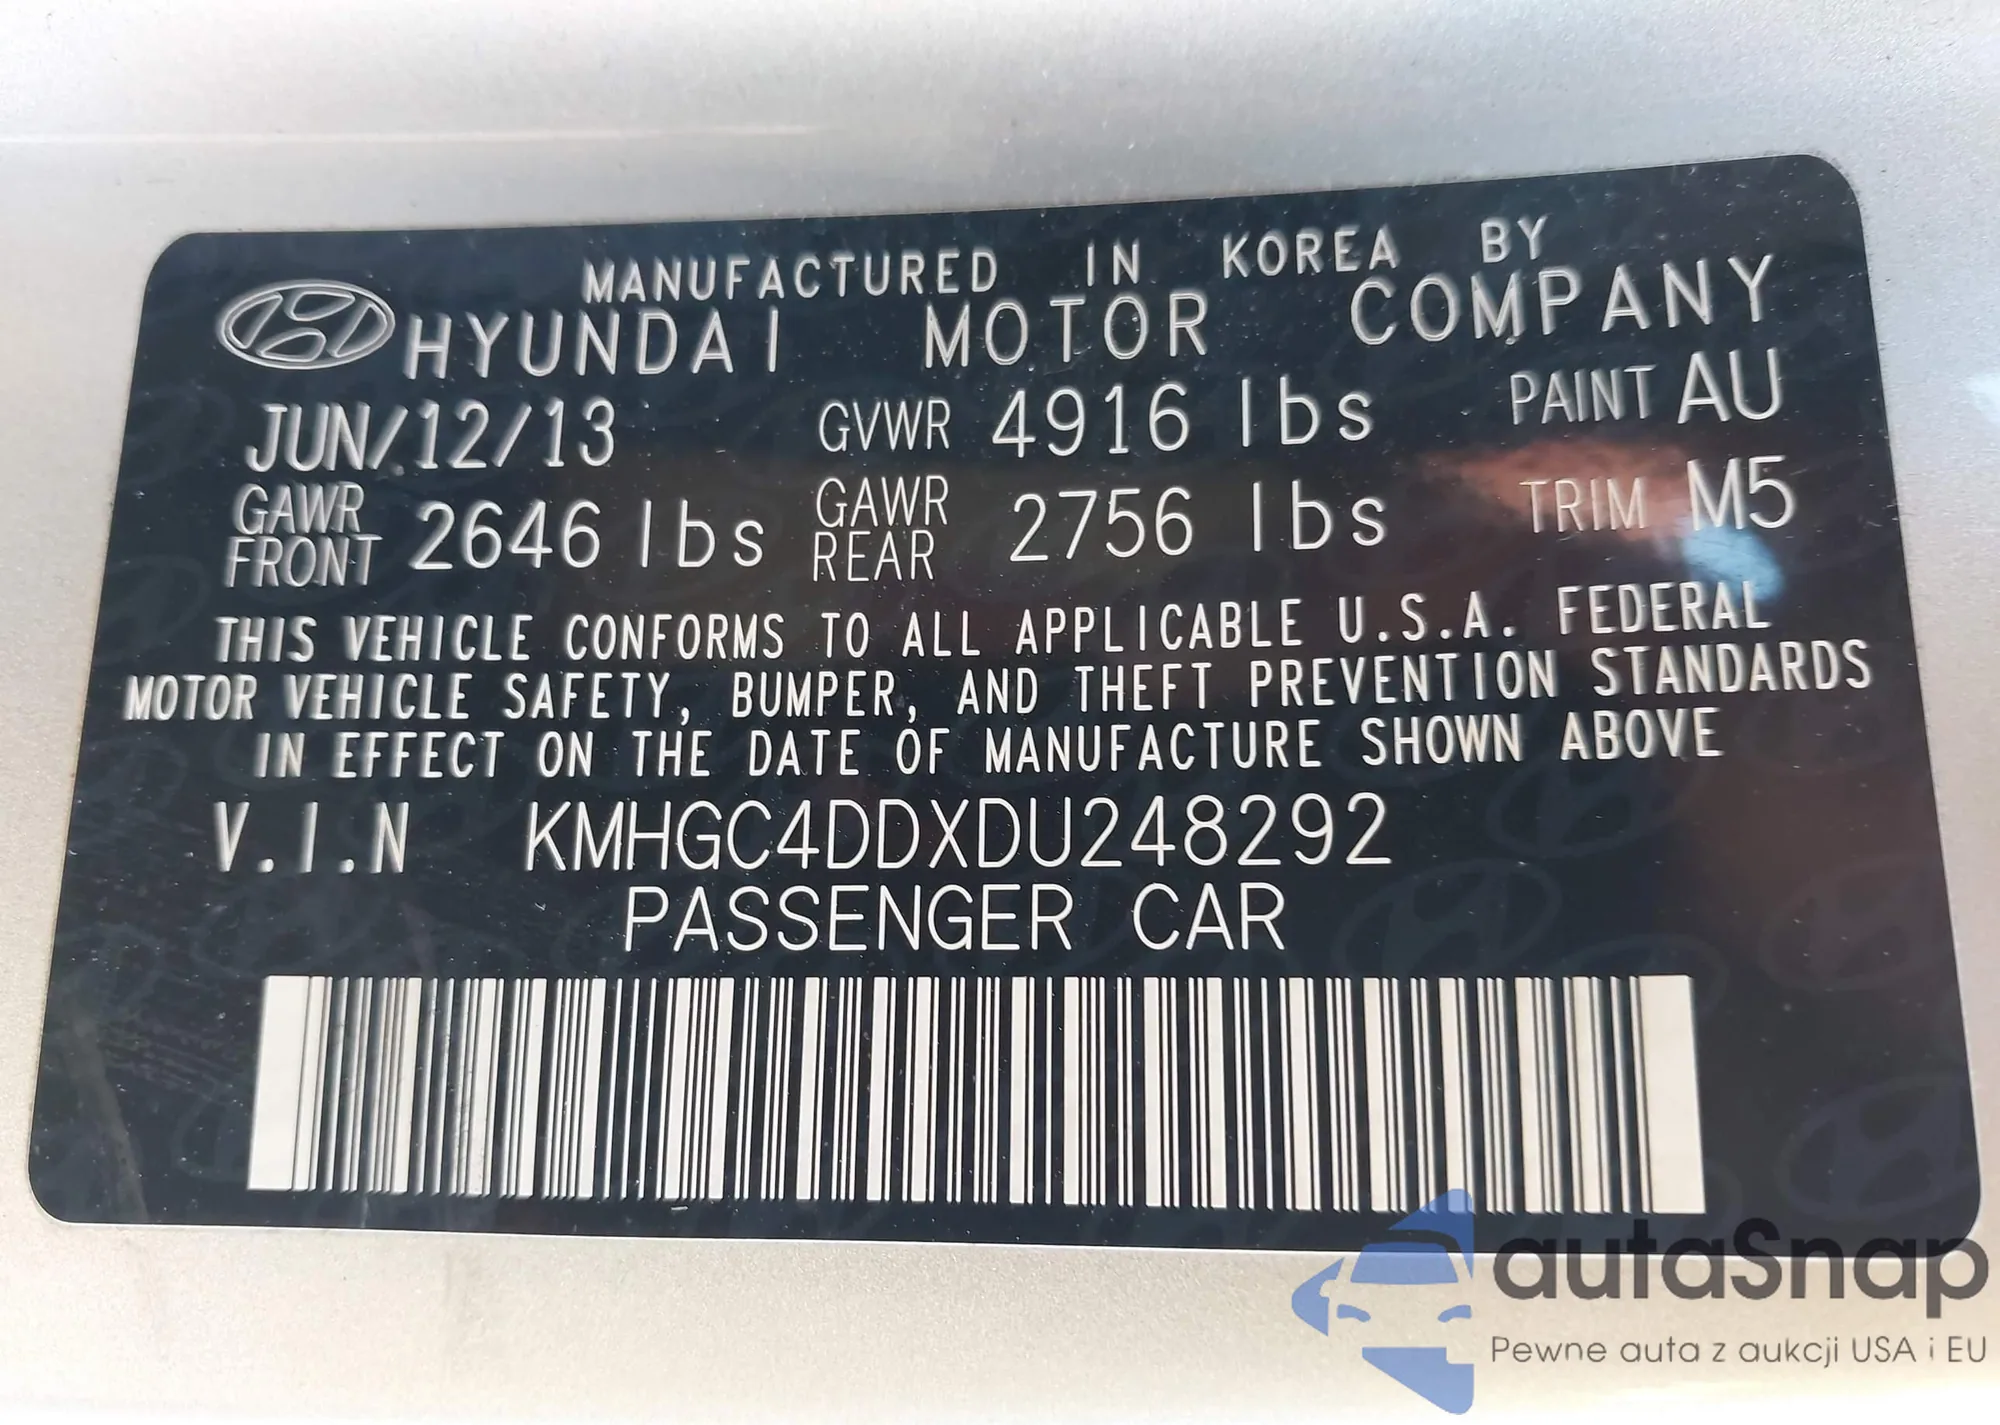 MANUFACTURED IN KOREA BY
HYUNDAI MOTOR COMPANY
JUN/12/13 GVWR 4916 lbs PAINT AU
GAWR FRONT 2646 lbs GAWR REAR 2756 lbs TRIM M5
THIS VEHICLE CONFORMS TO ALL APPLICABLE U.S.A. FEDERAL
MOTOR VEHICLE SAFETY, BUMPER, AND THEFT PREVENTION STANDARDS
IN EFFECT ON THE DATE OF MANUFACTURE SHOWN ABOVE
V.I.N KMHGC4DDXDU248292
PASSENGER CAR
autaSnap
Pewne auta z aukcji USA i EU